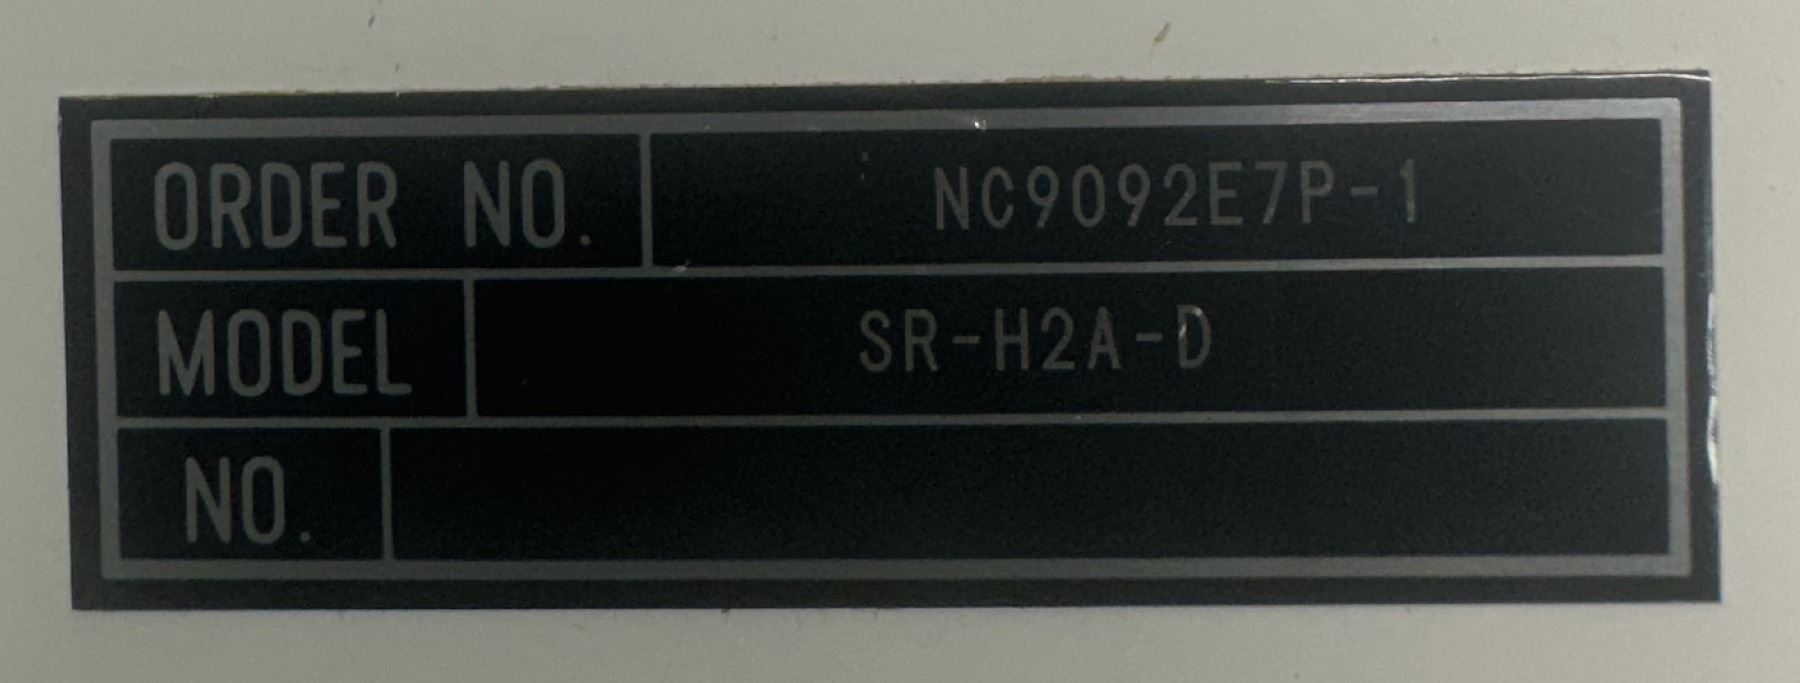 ORDER NO. NC9092E7P-1
MODEL SR-H2A-D
NO.